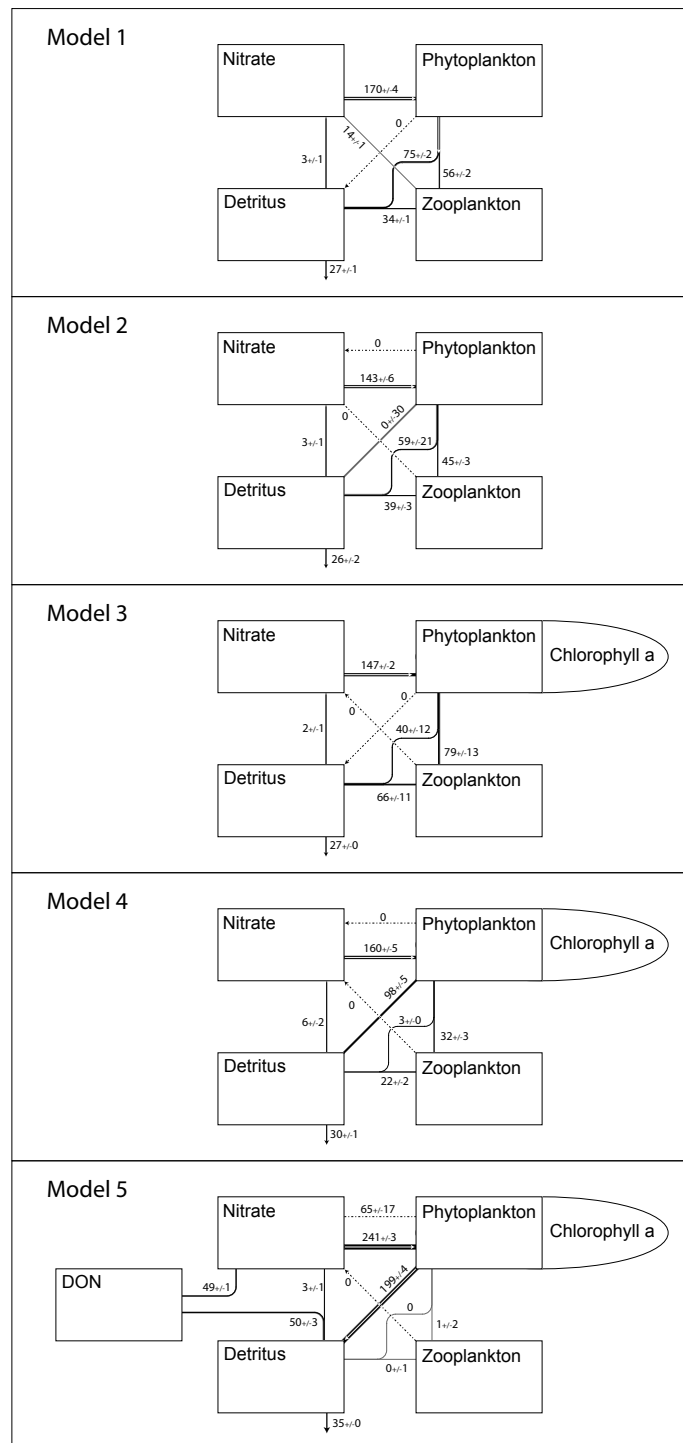 Model 1
Nitrate
Phytoplankton
170+/-4
0
14+/-1
75+/-2
3+/-1
56+/-2
Detritus
Zooplankton
34+/-1
27+/-1
Model 2
0
Nitrate
Phytoplankton
143+/-6
0
0+/-30
59+/-21
3+/-1
45+/-3
Detritus
Zooplankton
39+/-3
26+/-2
Model 3
Nitrate
Phytoplankton
Chlorophyll a
147+/-2
0
0
40+/-12
2+/-1
79+/-13
Detritus
Zooplankton
66+/-11
27+/-0
Model 4
0
Nitrate
Phytoplankton
Chlorophyll a
160+/-5
98+/-5
0
3+/-0
6+/-2
32+/-3
Detritus
Zooplankton
22+/-2
30+/-1
Model 5
65+/-17
Nitrate
Phytoplankton
Chlorophyll a
241+/-3
DON
49+/-1
3+/-1
0
199+/4
0
50+/-3
1+/-2
Detritus
Zooplankton
0+/-1
35+/-0